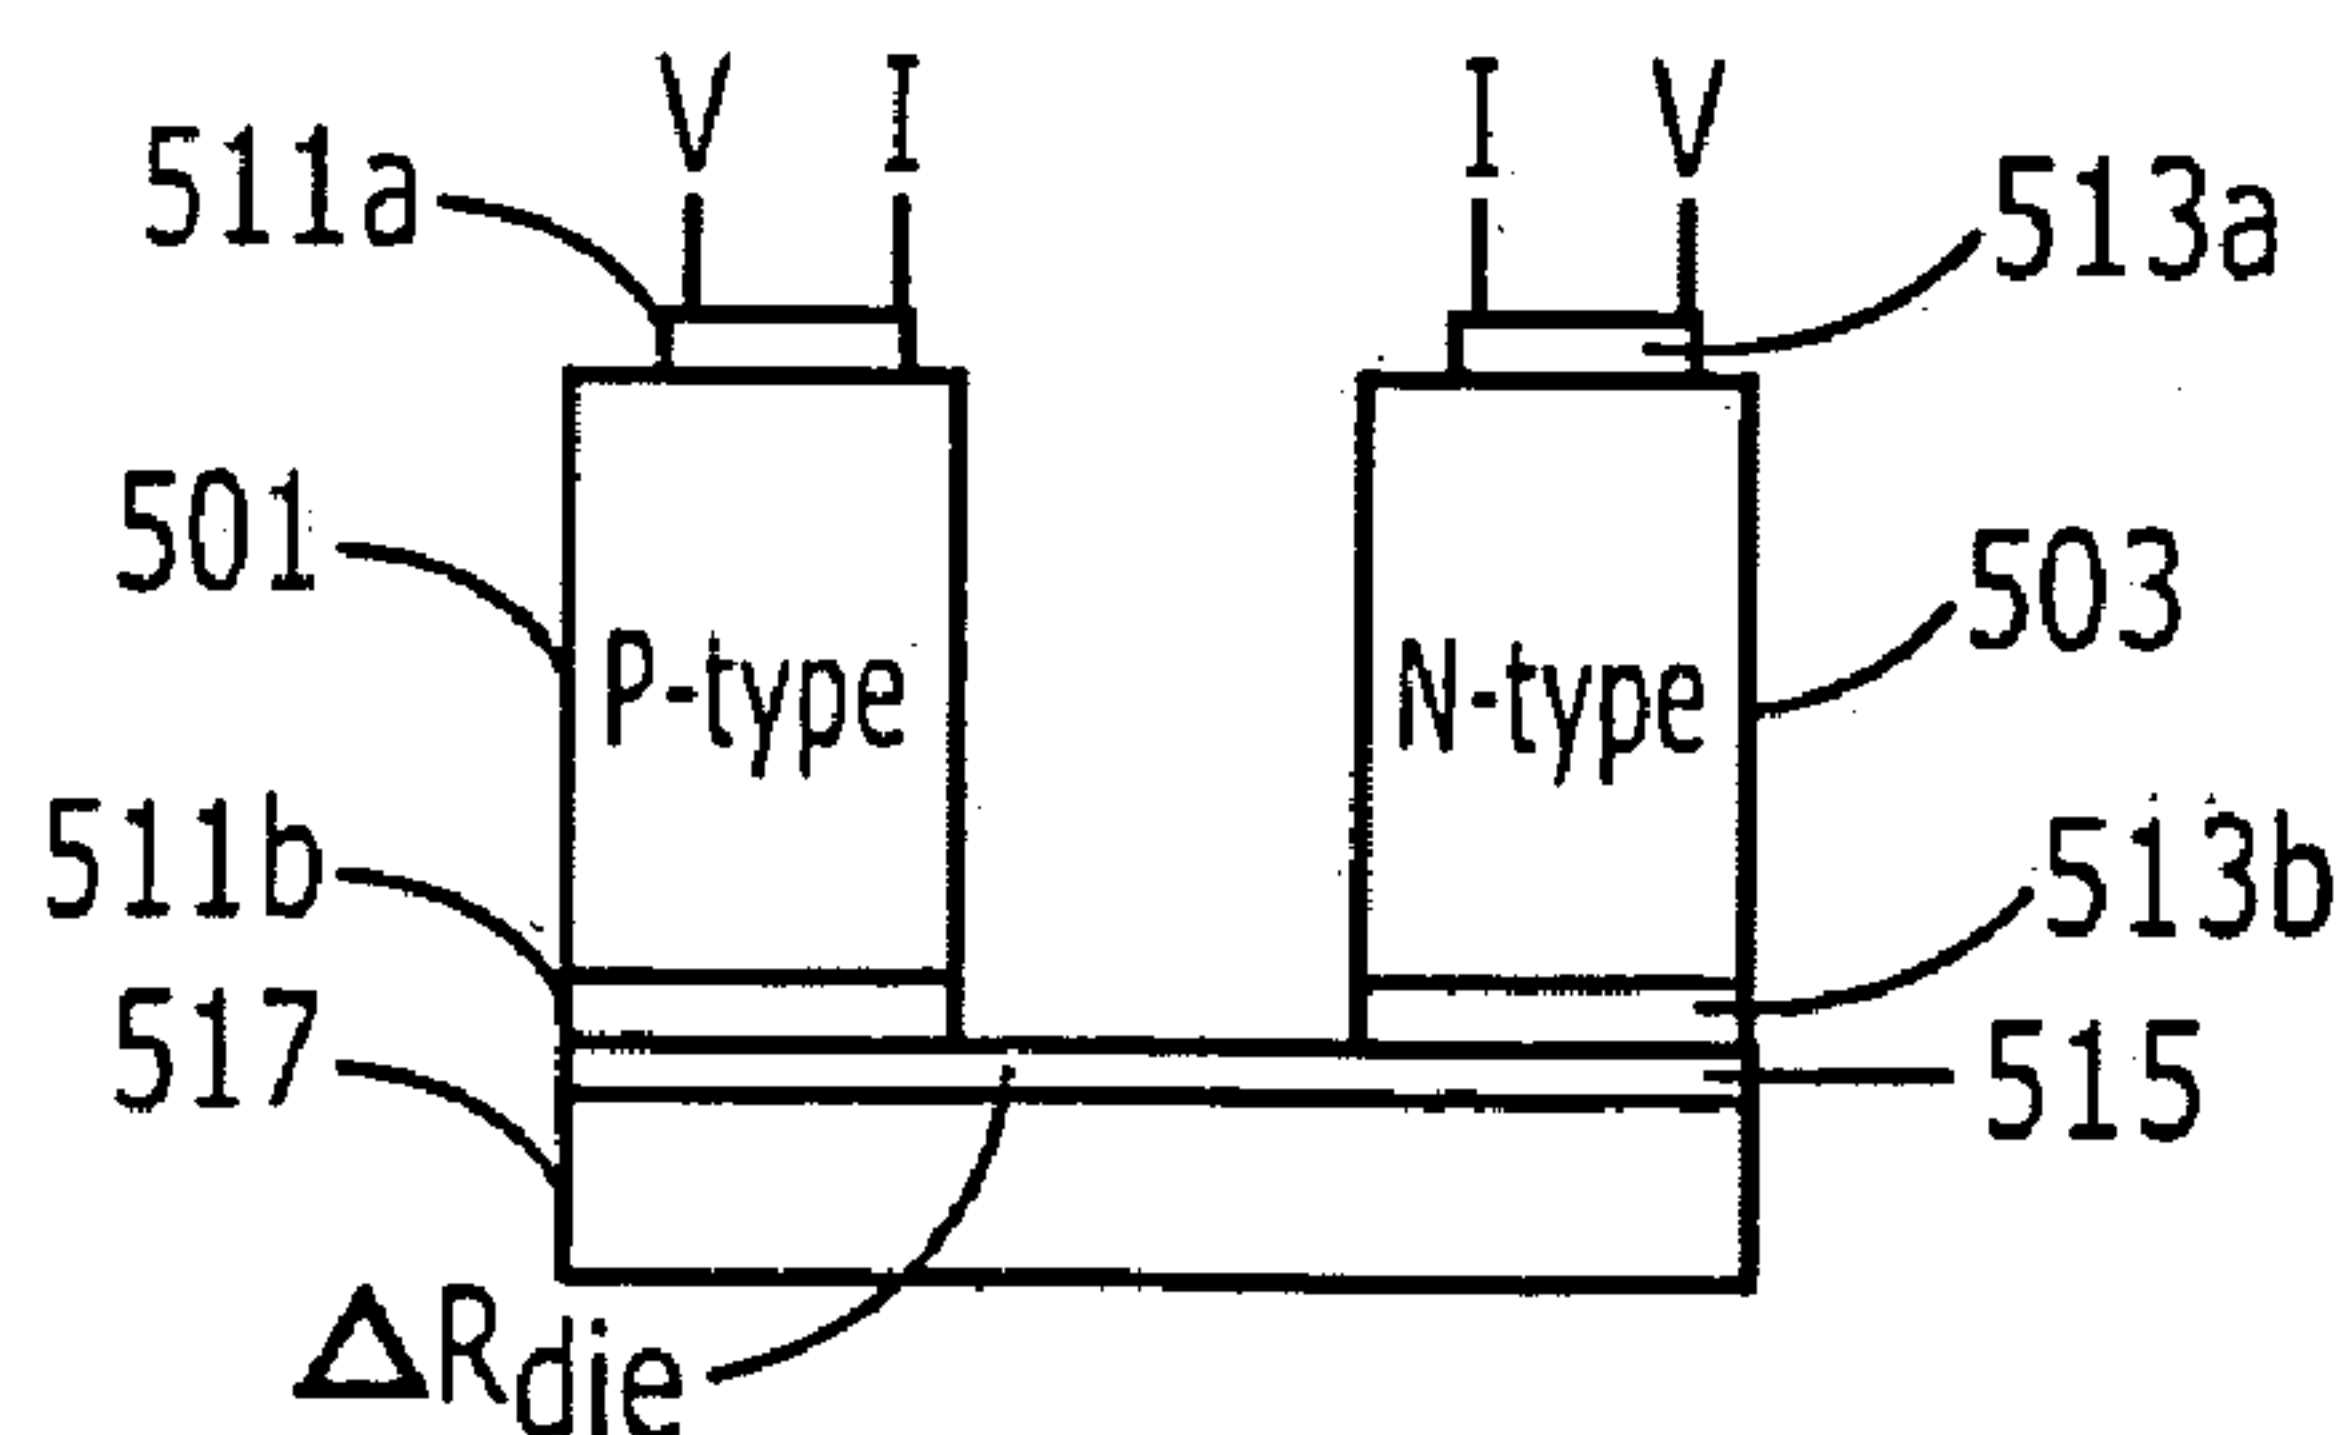 V I I V
511a 513a
501 503
P-type N-type
511b 513b
517 515
ΔRdie